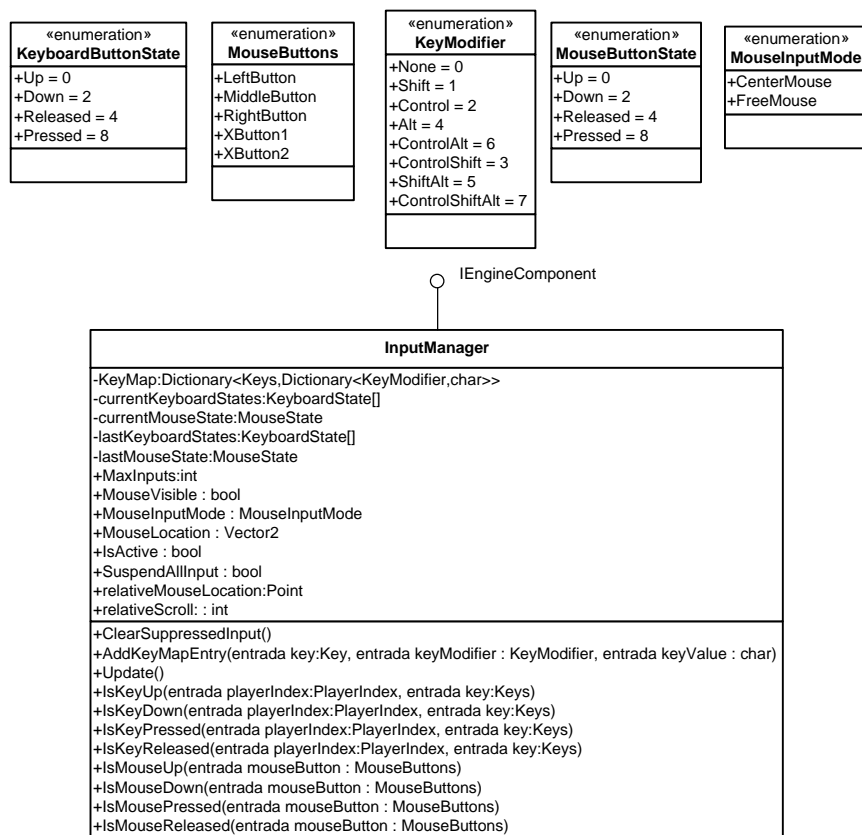 «enumeration»
KeyboardButtonState
+Up = 0
+Down = 2
+Released = 4
+Pressed = 8
«enumeration»
MouseButtons
+LeftButton
+MiddleButton
+RightButton
+XButton1
+XButton2
«enumeration»
KeyModifier
+None = 0
+Shift = 1
+Control = 2
+Alt = 4
+ControlAlt = 6
+ControlShift = 3
+ShiftAlt = 5
+ControlShiftAlt = 7
«enumeration»
MouseButtonState
+Up = 0
+Down = 2
+Released = 4
+Pressed = 8
«enumeration»
MouseInputMode
+CenterMouse
+FreeMouse
IEngineComponent
InputManager
-KeyMap:Dictionary<Keys,Dictionary<KeyModifier,char>>
-currentKeyboardStates:KeyboardState[]
-currentMouseState:MouseState
-lastKeyboardStates:KeyboardState[]
-lastMouseState:MouseState
+MaxInputs:int
+MouseVisible : bool
+MouseInputMode : MouseInputMode
+MouseLocation : Vector2
+IsActive : bool
+SuspendAllInput : bool
+relativeMouseLocation:Point
+relativeScroll: : int
+ClearSuppressedInput()
+AddKeyMapEntry(entrada key:Key, entrada keyModifier : KeyModifier, entrada keyValue : char)
+Update()
+IsKeyUp(entrada playerIndex:PlayerIndex, entrada key:Keys)
+IsKeyDown(entrada playerIndex:PlayerIndex, entrada key:Keys)
+IsKeyPressed(entrada playerIndex:PlayerIndex, entrada key:Keys)
+IsKeyReleased(entrada playerIndex:PlayerIndex, entrada key:Keys)
+IsMouseUp(entrada mouseButton : MouseButtons)
+IsMouseDown(entrada mouseButton : MouseButtons)
+IsMousePressed(entrada mouseButton : MouseButtons)
+IsMouseReleased(entrada mouseButton : MouseButtons)